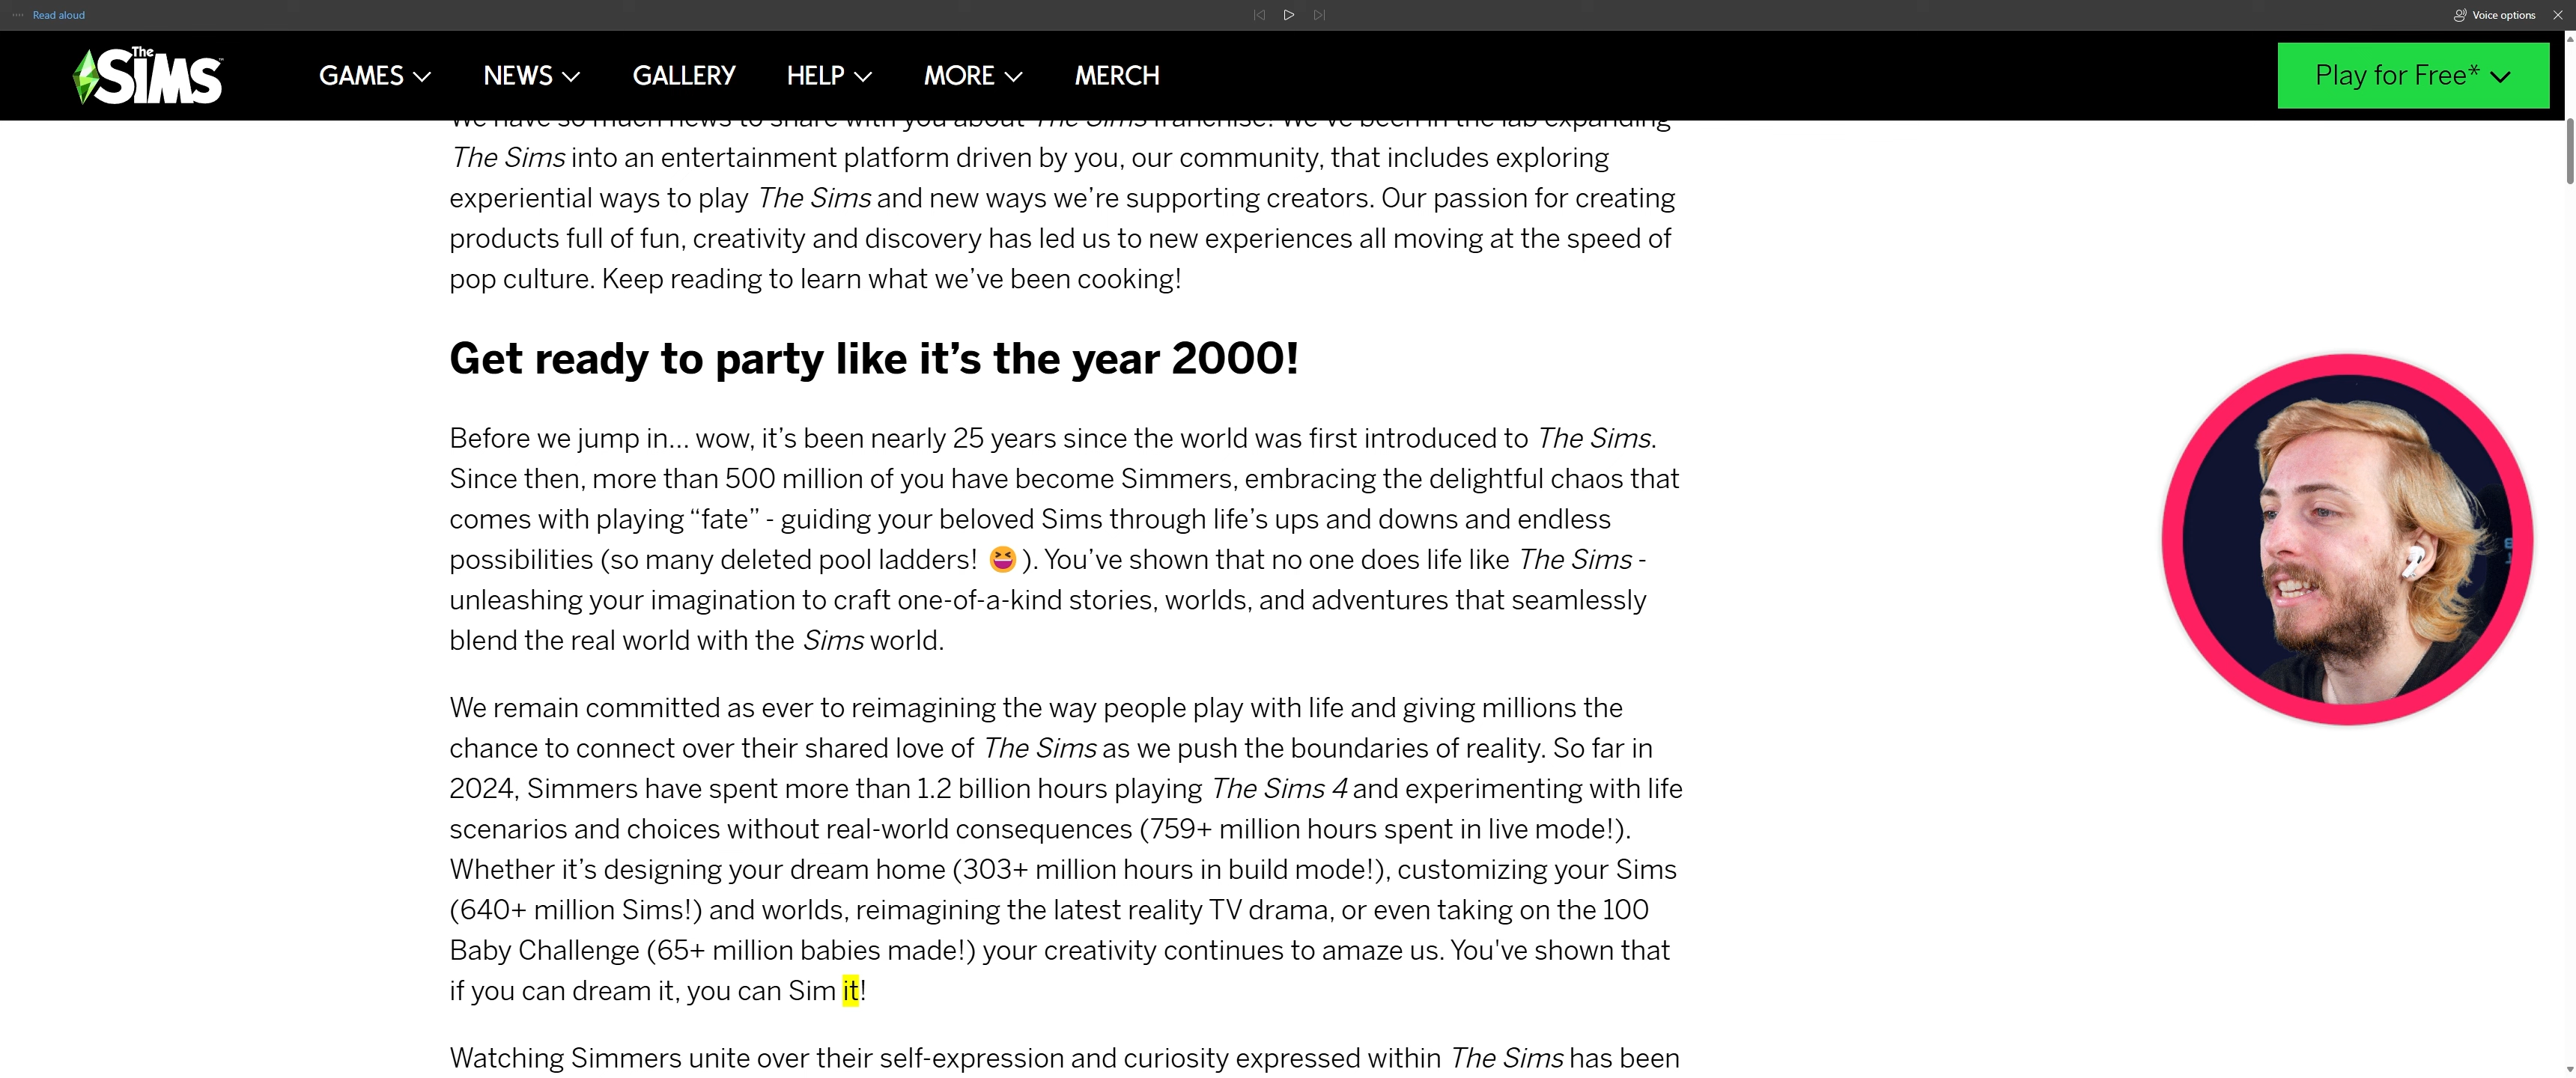 Read aloud
Voice options
The SiMS
GAMES
NEWS
GALLERY
HELP
MORE
MERCH
Play for Free*
We have so much news to share with you about The Sims franchise! We've been in the lab expanding
The Sims into an entertainment platform driven by you, our community, that includes exploring
experiential ways to play The Sims and new ways we’re supporting creators. Our passion for creating
products full of fun, creativity and discovery has led us to new experiences all moving at the speed of
pop culture. Keep reading to learn what we’ve been cooking!
Get ready to party like it’s the year 2000!
Before we jump in... wow, it’s been nearly 25 years since the world was first introduced to The Sims.
Since then, more than 500 million of you have become Simmers, embracing the delightful chaos that
comes with playing “fate” - guiding your beloved Sims through life’s ups and downs and endless
possibilities (so many deleted pool ladders! 😆 ). You’ve shown that no one does life like The Sims -
unleashing your imagination to craft one-of-a-kind stories, worlds, and adventures that seamlessly
blend the real world with the Sims world.
We remain committed as ever to reimagining the way people play with life and giving millions the
chance to connect over their shared love of The Sims as we push the boundaries of reality. So far in
2024, Simmers have spent more than 1.2 billion hours playing The Sims 4 and experimenting with life
scenarios and choices without real-world consequences (759+ million hours spent in live mode!).
Whether it’s designing your dream home (303+ million hours in build mode!), customizing your Sims
(640+ million Sims!) and worlds, reimagining the latest reality TV drama, or even taking on the 100
Baby Challenge (65+ million babies made!) your creativity continues to amaze us. You've shown that
if you can dream it, you can Sim it!
Watching Simmers unite over their self-expression and curiosity expressed within The Sims has been